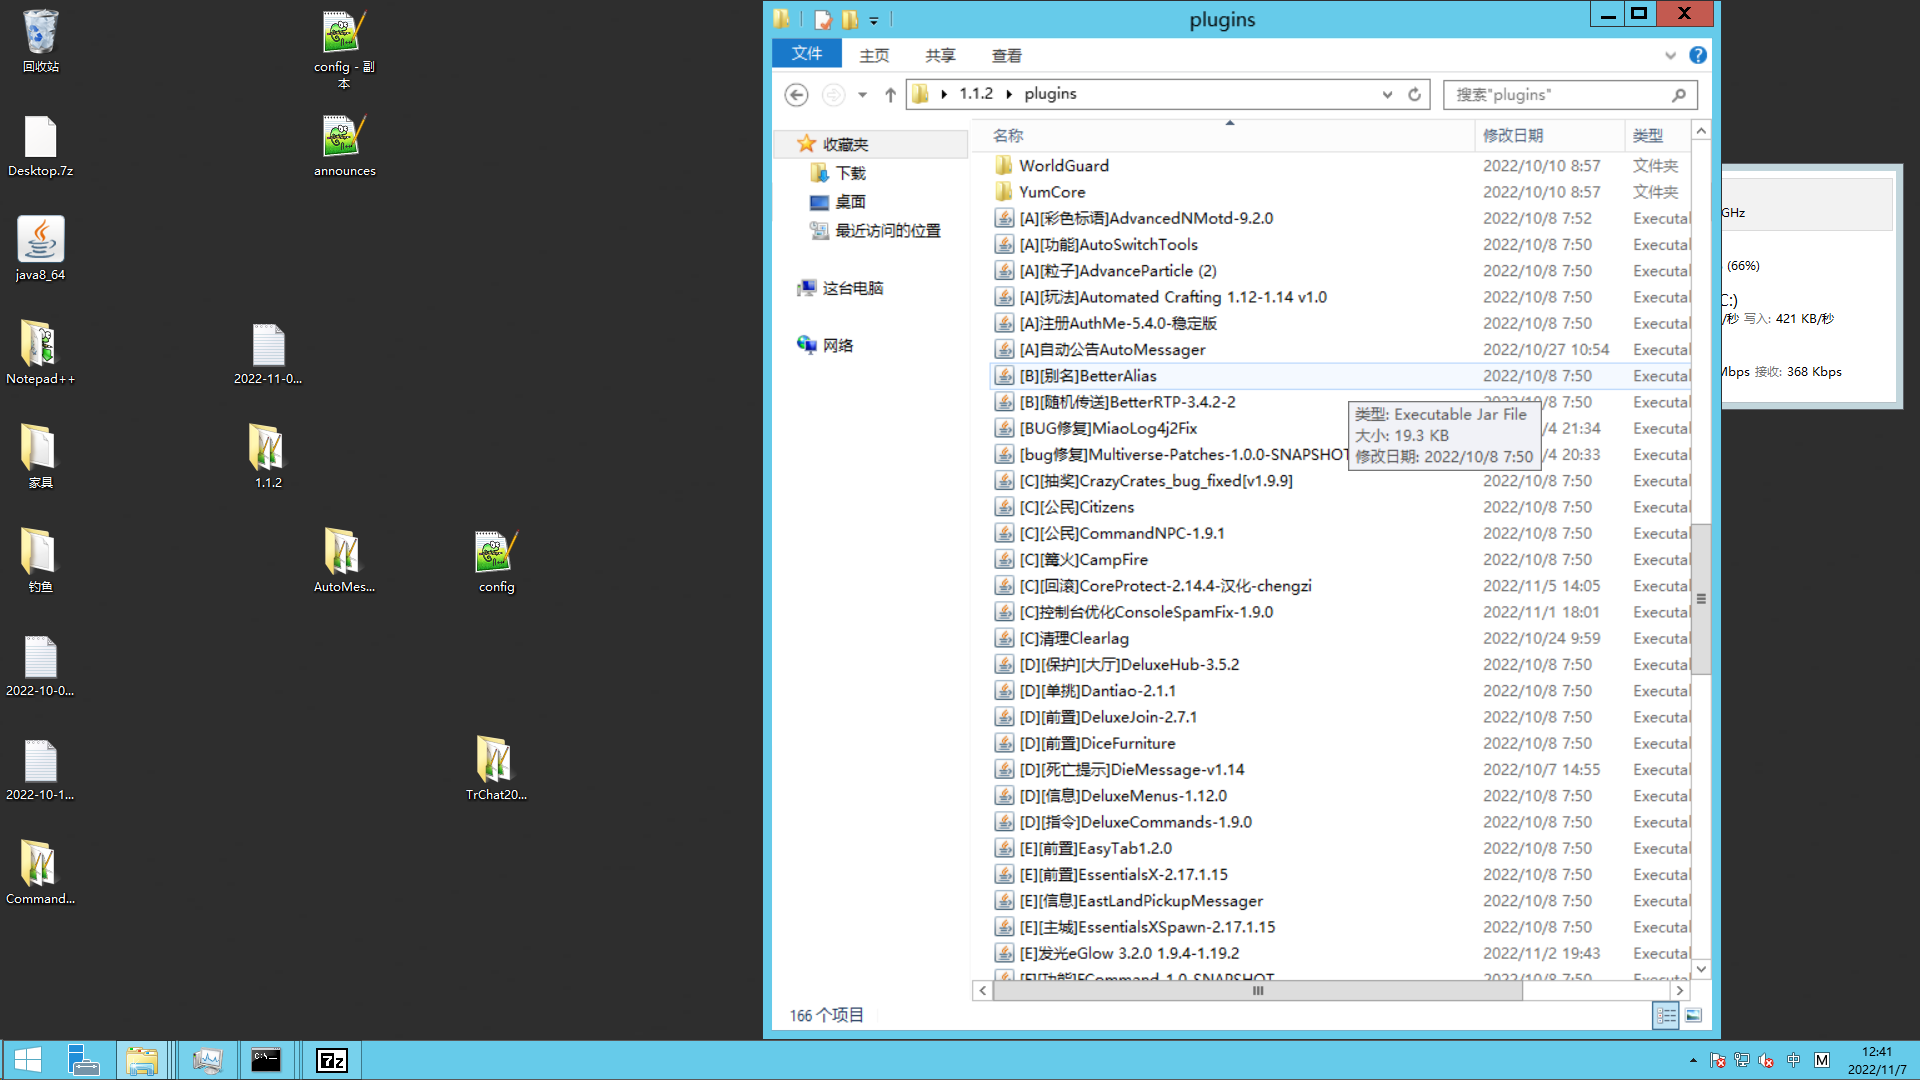 回收站
config - 副本
Desktop.7z
announces
java8_64
Notepad++
2022-11-0...
家具
1.1.2
钓鱼
AutoMes...
config
2022-10-0...
2022-10-1...
TrChat20...
Command...
plugins
文件
主页
共享
查看
1.1.2
plugins
搜索"plugins"
收藏夹
下载
桌面
最近访问的位置
这台电脑
网络
名称 修改日期 类型
WorldGuard 2022/10/10 8:57 文件夹
YumCore 2022/10/10 8:57 文件夹
[A][彩色标语]AdvancedNMotd-9.2.0 2022/10/8 7:52 Executal
[A][功能]AutoSwitchTools 2022/10/8 7:50 Executal
[A][粒子]AdvanceParticle (2) 2022/10/8 7:50 Executal
[A][玩法]Automated Crafting 1.12-1.14 v1.0 2022/10/8 7:50 Executal
[A]注册AuthMe-5.4.0-稳定版 2022/10/8 7:50 Executal
[A]自动公告AutoMessager 2022/10/27 10:54 Executal
[B][别名]BetterAlias 2022/10/8 7:50 Executal
[B][随机传送]BetterRTP-3.4.2-2 /8 7:50 Executal
[BUG修复]MiaoLog4j2Fix /4 21:34 Executal
[bug修复]Multiverse-Patches-1.0.0-SNAPSHOT /4 20:33 Executal
类型: Executable Jar File
大小: 19.3 KB
修改日期: 2022/10/8 7:50
[C][抽奖]CrazyCrates_bug_fixed[v1.9.9] 2022/10/8 7:50 Executal
[C][公民]Citizens 2022/10/8 7:50 Executal
[C][公民]CommandNPC-1.9.1 2022/10/8 7:50 Executal
[C][篝火]CampFire 2022/10/8 7:50 Executal
[C][回滚]CoreProtect-2.14.4-汉化-chengzi 2022/11/5 14:05 Executal
[C]控制台优化ConsoleSpamFix-1.9.0 2022/11/1 18:01 Executal
[C]清理Clearlag 2022/10/24 9:59 Executal
[D][保护][大厅]DeluxeHub-3.5.2 2022/10/8 7:50 Executal
[D][单挑]Dantiao-2.1.1 2022/10/8 7:50 Executal
[D][前置]DeluxeJoin-2.7.1 2022/10/8 7:50 Executal
[D][前置]DiceFurniture 2022/10/8 7:50 Executal
[D][死亡提示]DieMessage-v1.14 2022/10/7 14:55 Executal
[D][信息]DeluxeMenus-1.12.0 2022/10/8 7:50 Executal
[D][指令]DeluxeCommands-1.9.0 2022/10/8 7:50 Executal
[E][前置]EasyTab1.2.0 2022/10/8 7:50 Executal
[E][前置]EssentialsX-2.17.1.15 2022/10/8 7:50 Executal
[E][信息]EastLandPickupMessager 2022/10/8 7:50 Executal
[E][主城]EssentialsXSpawn-2.17.1.15 2022/10/8 7:50 Executal
[E]发光eGlow 3.2.0 1.9.4-1.19.2 2022/11/2 19:43 Executal
[E][功能]ECommand-1.0-SNAPSHOT 2022/10/8 7:50 Executal
166 个项目
GHz
(66%)
C:)
/秒 写入: 421 KB/秒
Mbps 接收: 368 Kbps
7z
中
M
12:41
2022/11/7